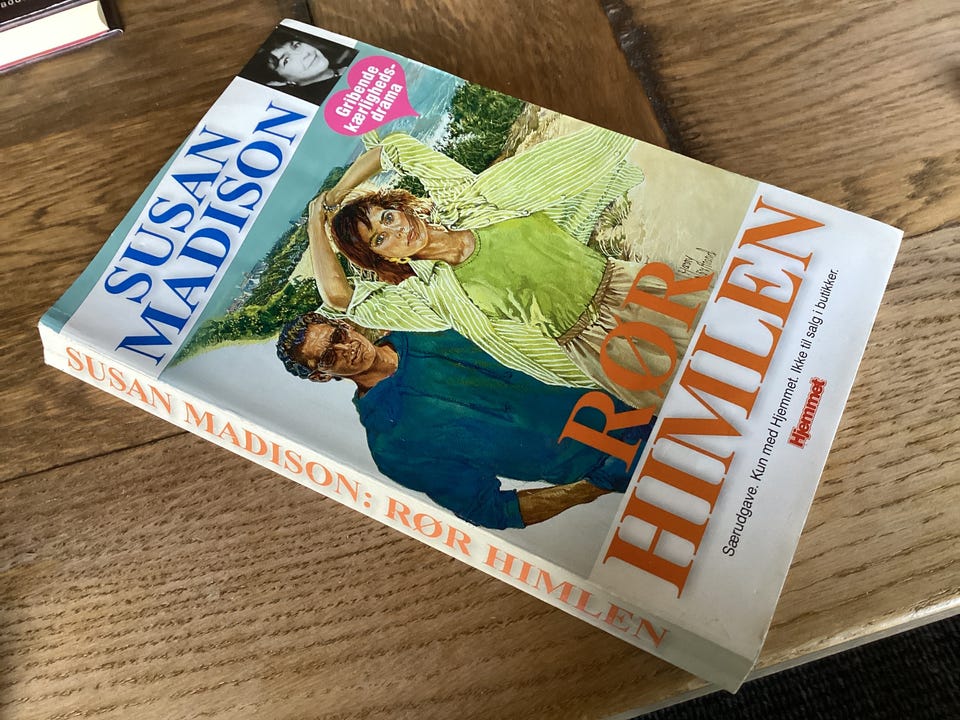 SUSAN
MADISON
Gribende
kærligheds-
drama
RØR
HIMLEN
Særudgave. Kun med Hjemmet. Ikke til salg i butikker.
Hjemmet
SUSAN MADISON: RØR HIMLEN